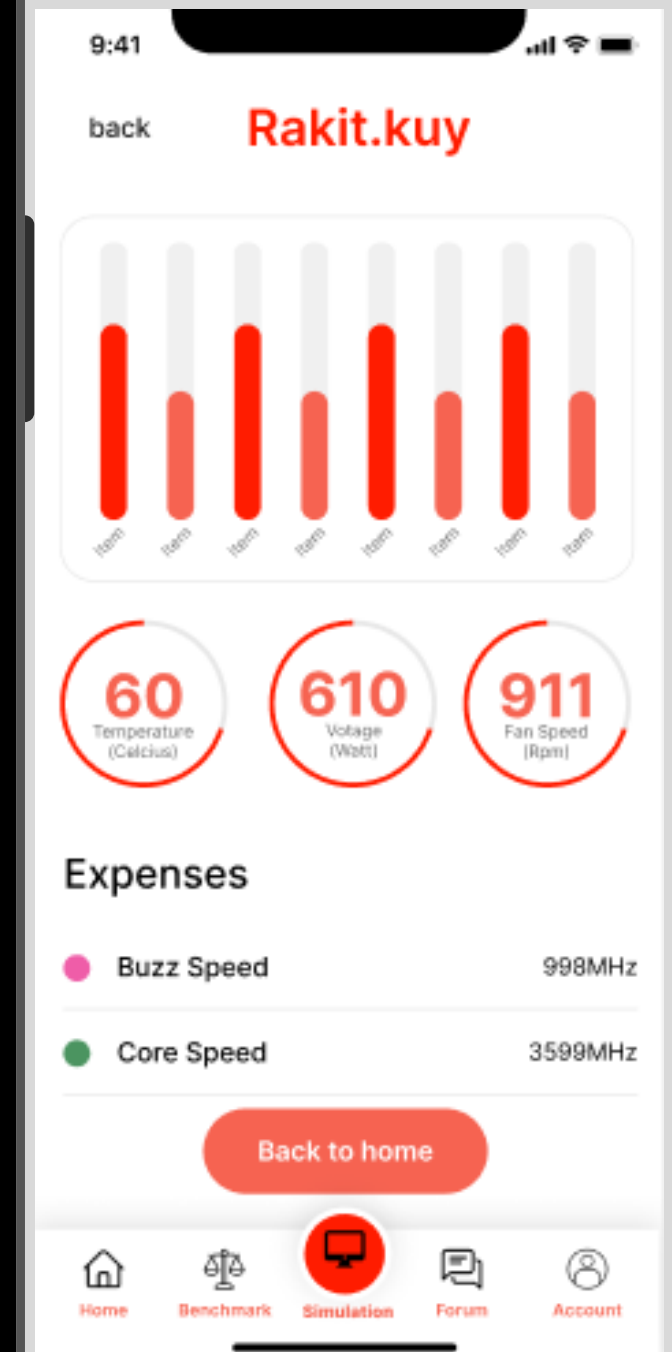 9:41
back
Rakit.kuy
Item Item Item Item Item Item Item Item
60
Temperature
(Celcius)
610
Votage
(Watt)
911
Fan Speed
(Rpm)
Expenses
Buzz Speed 998MHz
Core Speed 3599MHz
Back to home
Home Benchmark Simulation Forum Account